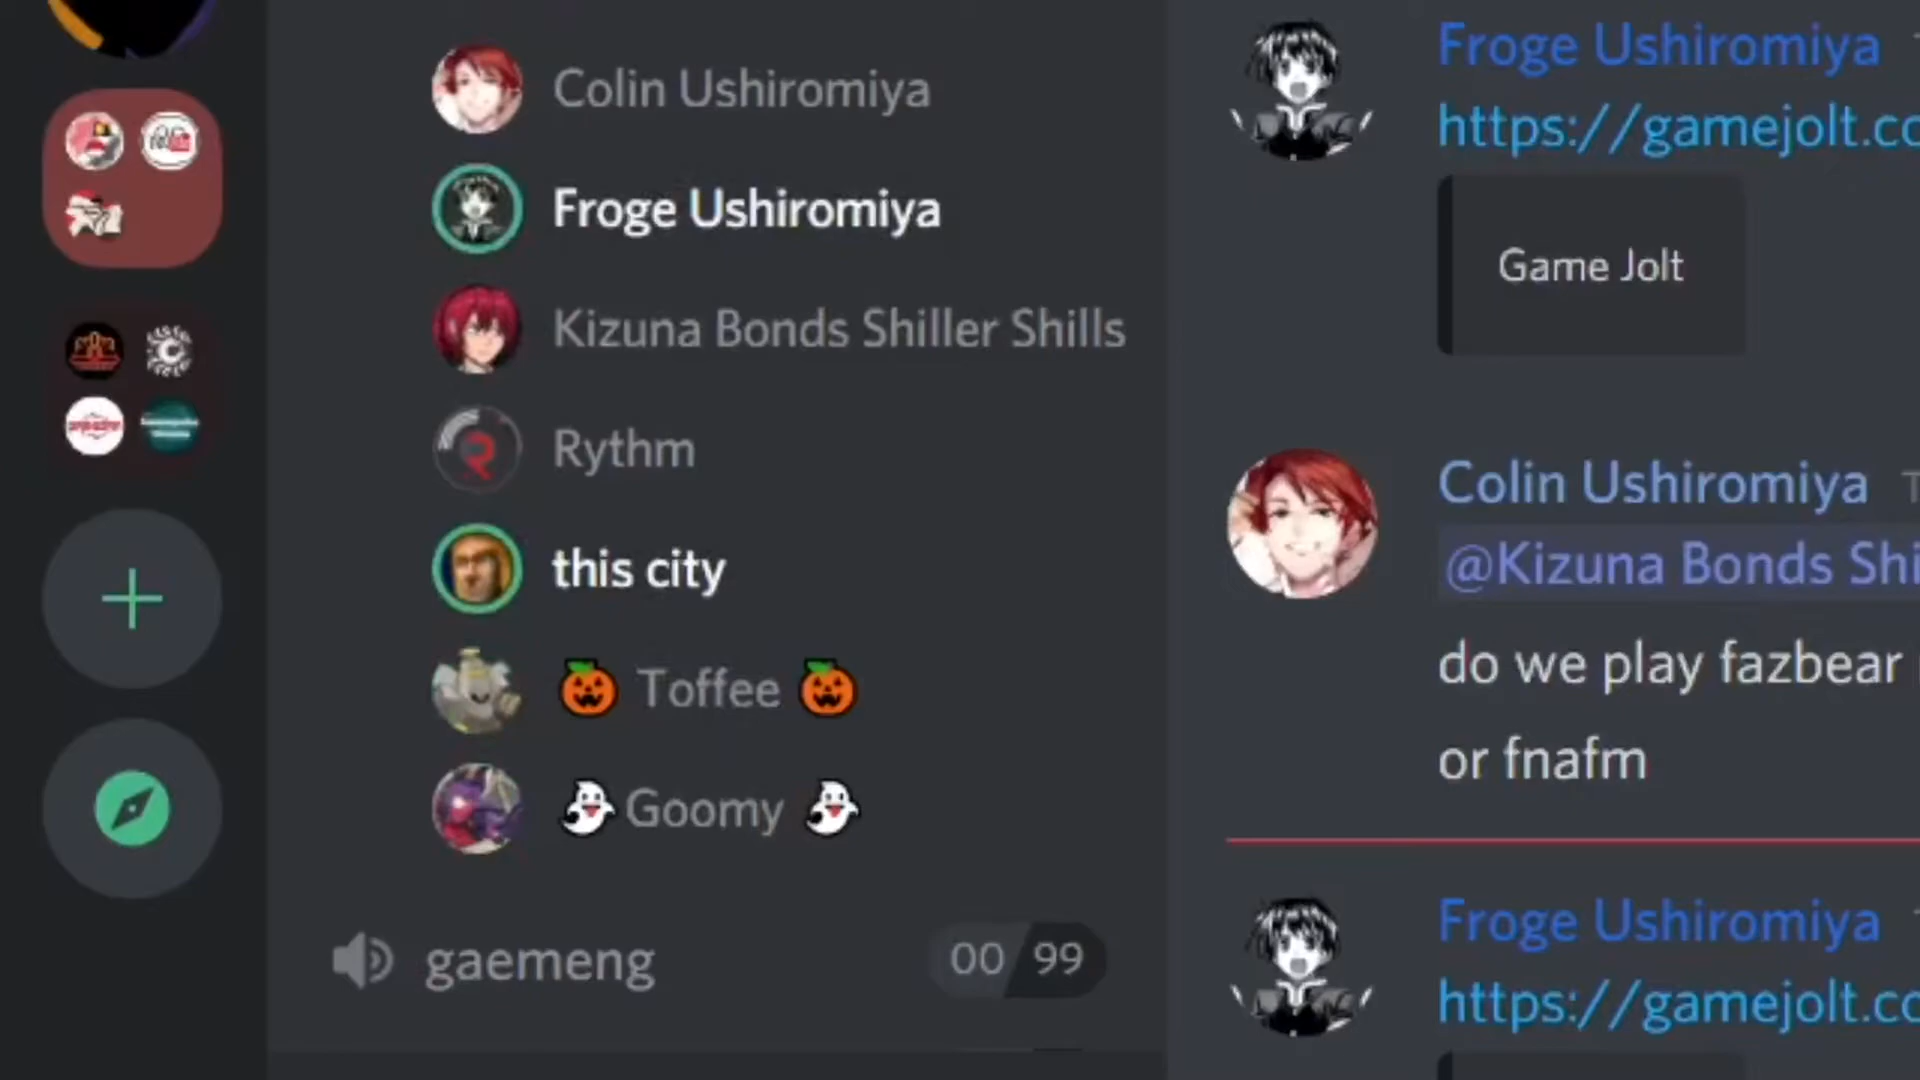 Colin Ushiromiya
Froge Ushiromiya
Kizuna Bonds Shiller Shills
Rythm
this city
🎃 Toffee 🎃
👻 Goomy 👻
gaemeng
00 99
Froge Ushiromiya
https://gamejolt.co
Game Jolt
Colin Ushiromiya T
@Kizuna Bonds Shi
do we play fazbear
or fnafm
Froge Ushiromiya
https://gamejolt.co